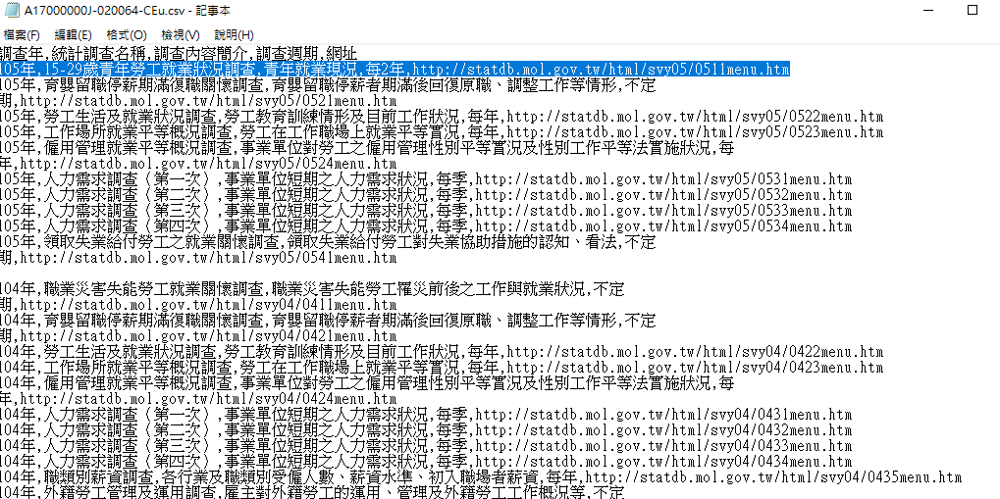 A17000000J-020064-CEu.csv - 記事本
檔案(F) 編輯(E) 格式(O) 檢視(V) 說明(H)
調查年,統計調查名稱,調查內容簡介,調查週期,網址
105年,15-29歲青年勞工就業狀況調查,青年就業現況,每2年,http://statdb.mol.gov.tw/html/svy05/0511menu.htm
105年,育嬰留職停薪期滿復職關懷調查,育嬰留職停薪者期滿後回復原職、調整工作等情形,不定
期,http://statdb.mol.gov.tw/html/svy05/0521menu.htm
105年,勞工生活及就業狀況調查,勞工教育訓練情形及目前工作狀況,每年,http://statdb.mol.gov.tw/html/svy05/0522menu.htm
105年,工作場所就業平等概況調查,勞工在工作職場上就業平等實況,每年,http://statdb.mol.gov.tw/html/svy05/0523menu.htm
105年,僱用管理就業平等概況調查,事業單位對勞工之僱用管理性別平等實況及性別工作平等法實施狀況,每
年,http://statdb.mol.gov.tw/html/svy05/0524menu.htm
105年,人力需求調查（第一次）,事業單位短期之人力需求狀況,每季,http://statdb.mol.gov.tw/html/svy05/0531menu.htm
105年,人力需求調查（第二次）,事業單位短期之人力需求狀況,每季,http://statdb.mol.gov.tw/html/svy05/0532menu.htm
105年,人力需求調查（第三次）,事業單位短期之人力需求狀況,每季,http://statdb.mol.gov.tw/html/svy05/0533menu.htm
105年,人力需求調查（第四次）,事業單位短期之人力需求狀況,每季,http://statdb.mol.gov.tw/html/svy05/0534menu.htm
105年,領取失業給付勞工之就業關懷調查,領取失業給付勞工對失業協助措施的認知、看法,不定
期,http://statdb.mol.gov.tw/html/svy05/0541menu.htm
104年,職業災害失能勞工就業關懷調查,職業災害失能勞工罹災前後之工作與就業狀況,不定
期,http://statdb.mol.gov.tw/html/svy04/0411menu.htm
104年,育嬰留職停薪期滿復職關懷調查,育嬰留職停薪者期滿後回復原職、調整工作等情形,不定
期,http://statdb.mol.gov.tw/html/svy04/0421menu.htm
104年,勞工生活及就業狀況調查,勞工教育訓練情形及目前工作狀況,每年,http://statdb.mol.gov.tw/html/svy04/0422menu.htm
104年,工作場所就業平等概況調查,勞工在工作職場上就業平等實況,每年,http://statdb.mol.gov.tw/html/svy04/0423menu.htm
104年,僱用管理就業平等概況調查,事業單位對勞工之僱用管理性別平等實況及性別工作平等法實施狀況,每
年,http://statdb.mol.gov.tw/html/svy04/0424menu.htm
104年,人力需求調查（第一次）,事業單位短期之人力需求狀況,每季,http://statdb.mol.gov.tw/html/svy04/0431menu.htm
104年,人力需求調查（第二次）,事業單位短期之人力需求狀況,每季,http://statdb.mol.gov.tw/html/svy04/0432menu.htm
104年,人力需求調查（第三次）,事業單位短期之人力需求狀況,每季,http://statdb.mol.gov.tw/html/svy04/0433menu.htm
104年,人力需求調查（第四次）,事業單位短期之人力需求狀況,每季,http://statdb.mol.gov.tw/html/svy04/0434menu.htm
104年,職類別薪資調查,各行業及職類別受僱人數、薪資水準、初入職場者薪資,每年,http://statdb.mol.gov.tw/html/svy04/0435menu.htm
104年,外籍勞工管理及運用調查,雇主對外籍勞工的運用、管理及外籍勞工工作概況等,不定